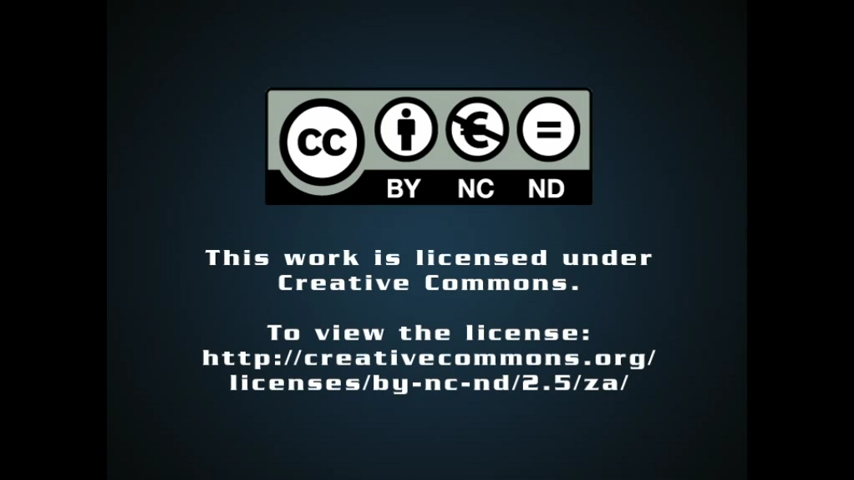 CC
BY NC ND
This work is licensed under
Creative Commons.
To view the license:
http://creativecommons.org/
licenses/by-nc-nd/2.5/za/